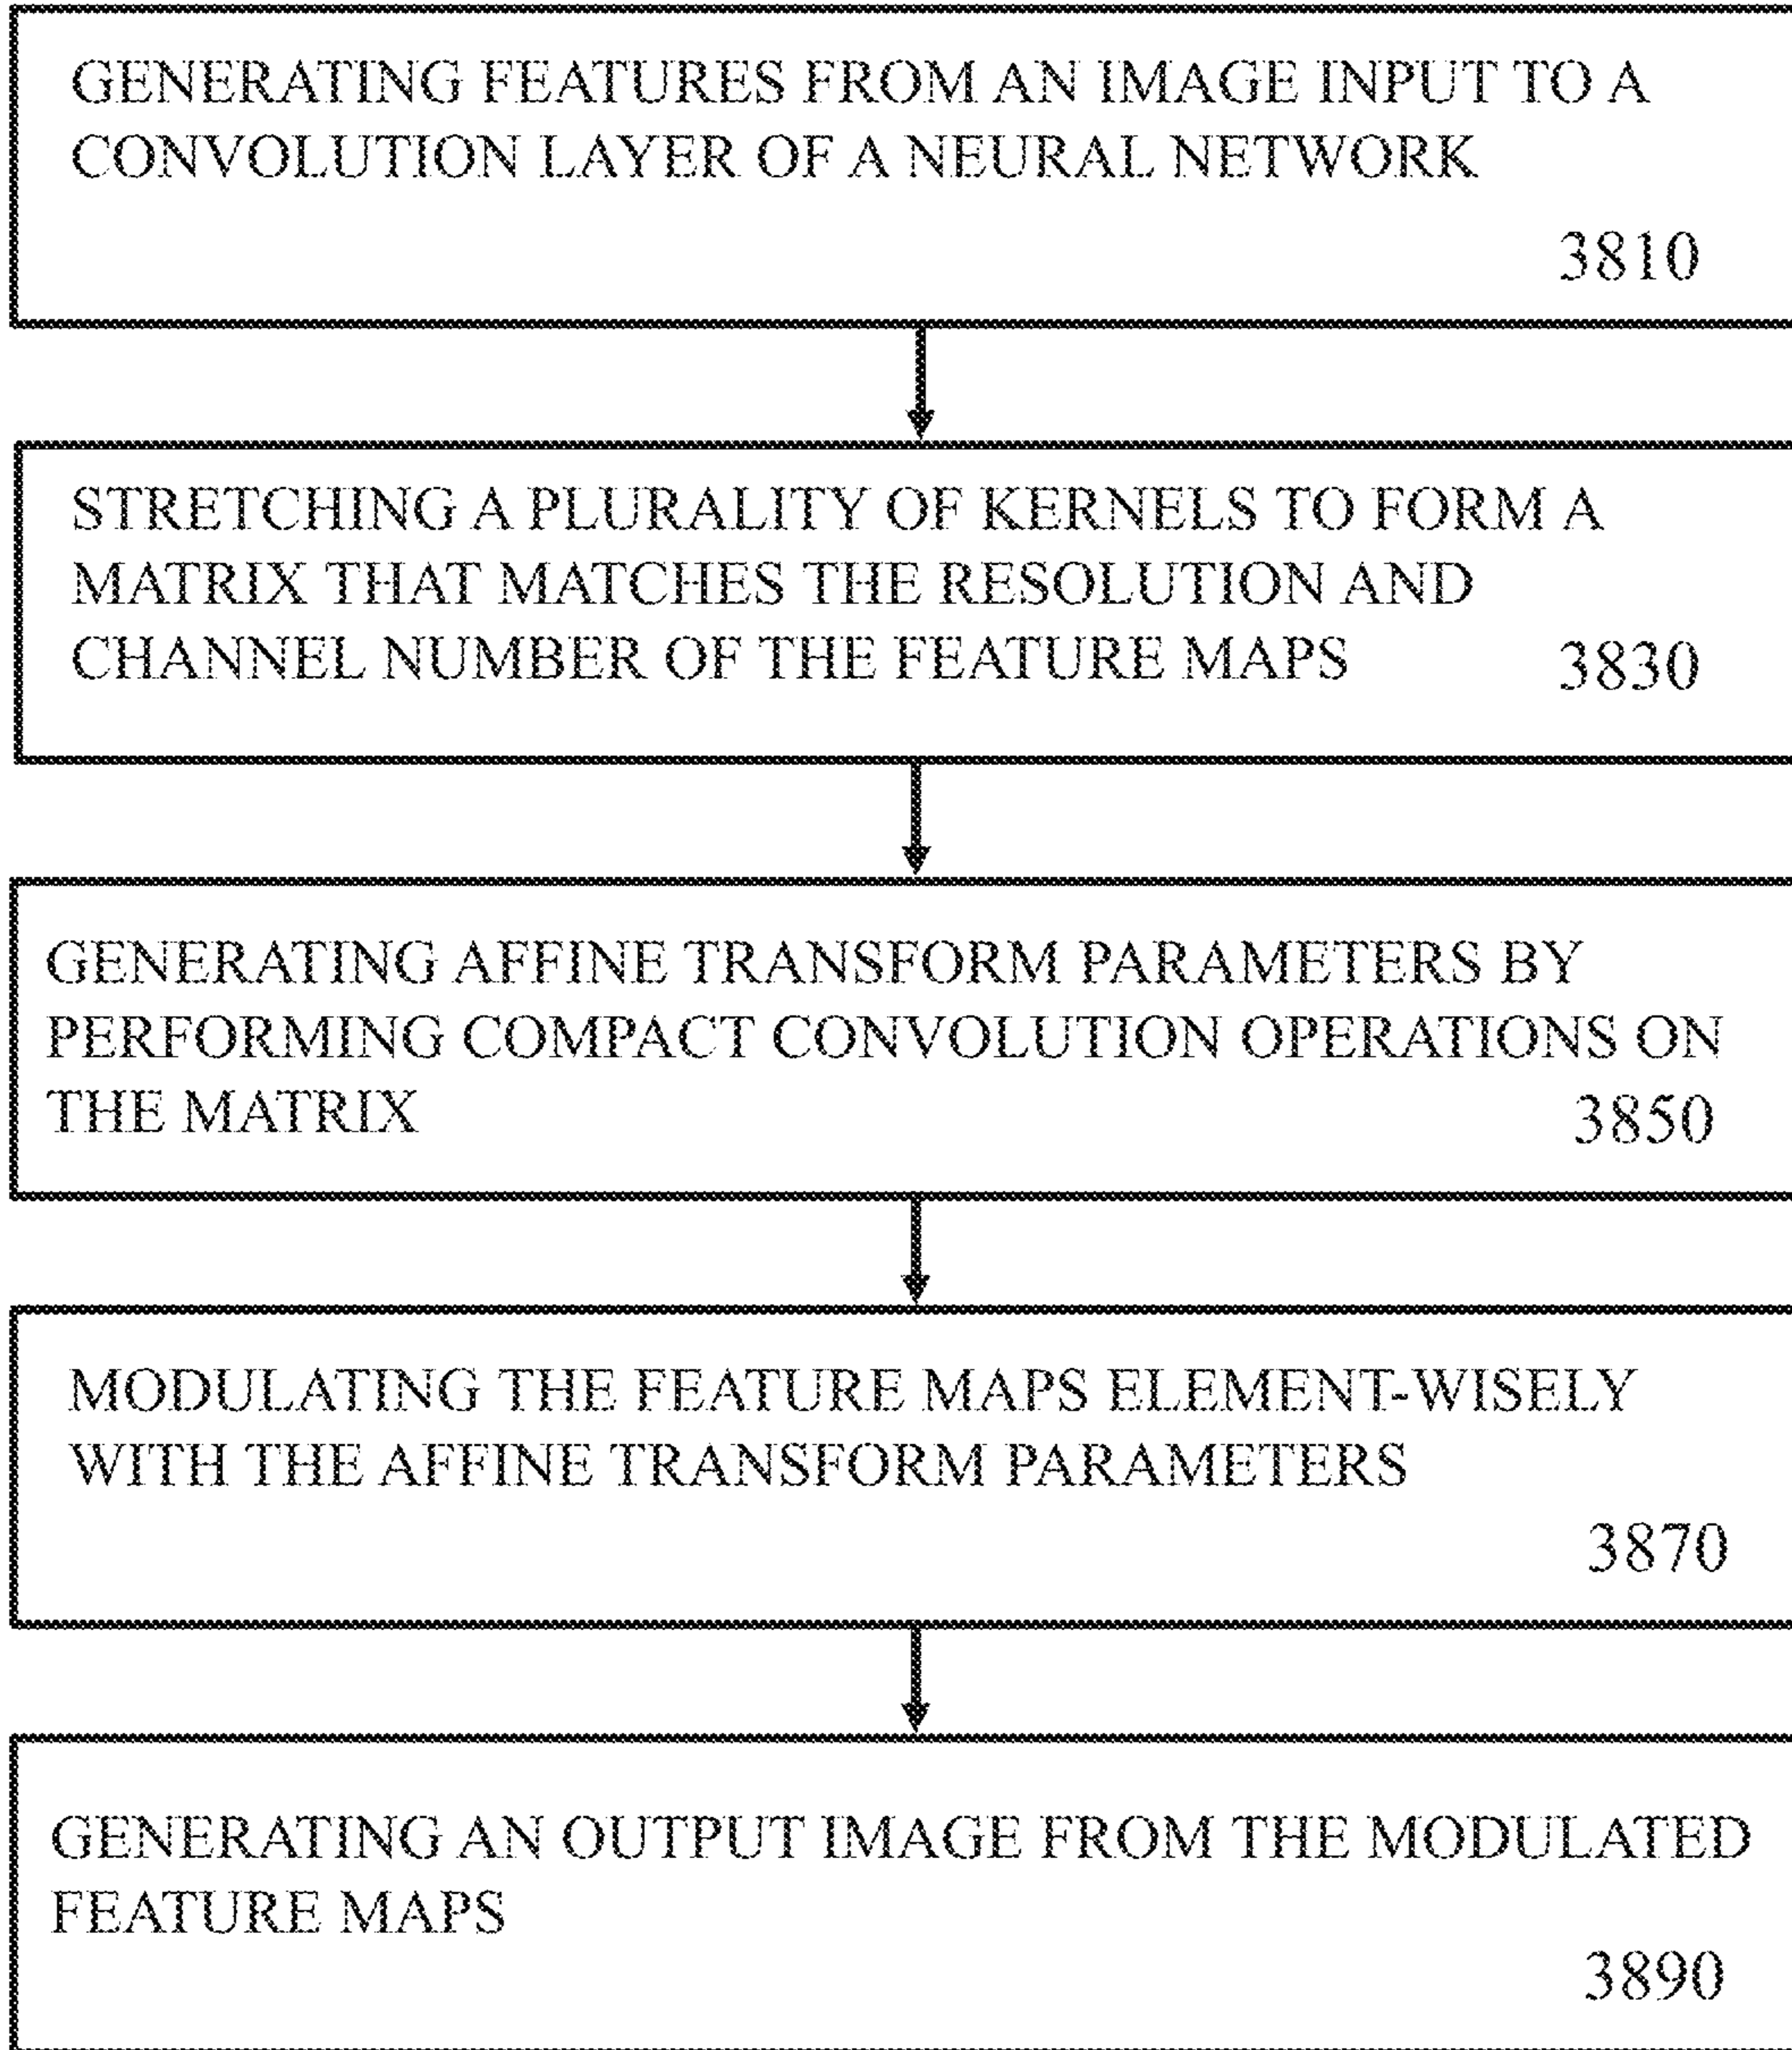 GENERATING FEATURES FROM AN IMAGE INPUT TO A
CONVOLUTION LAYER OF A NEURAL NETWORK
3810
STRETCHING A PLURALITY OF KERNELS TO FORM A
MATRIX THAT MATCHES THE RESOLUTION AND
CHANNEL NUMBER OF THE FEATURE MAPS 3830
GENERATING AFFINE TRANSFORM PARAMETERS BY
PERFORMING COMPACT CONVOLUTION OPERATIONS ON
THE MATRIX 3850
MODULATING THE FEATURE MAPS ELEMENT-WISELY
WITH THE AFFINE TRANSFORM PARAMETERS
3870
GENERATING AN OUTPUT IMAGE FROM THE MODULATED
FEATURE MAPS
3890